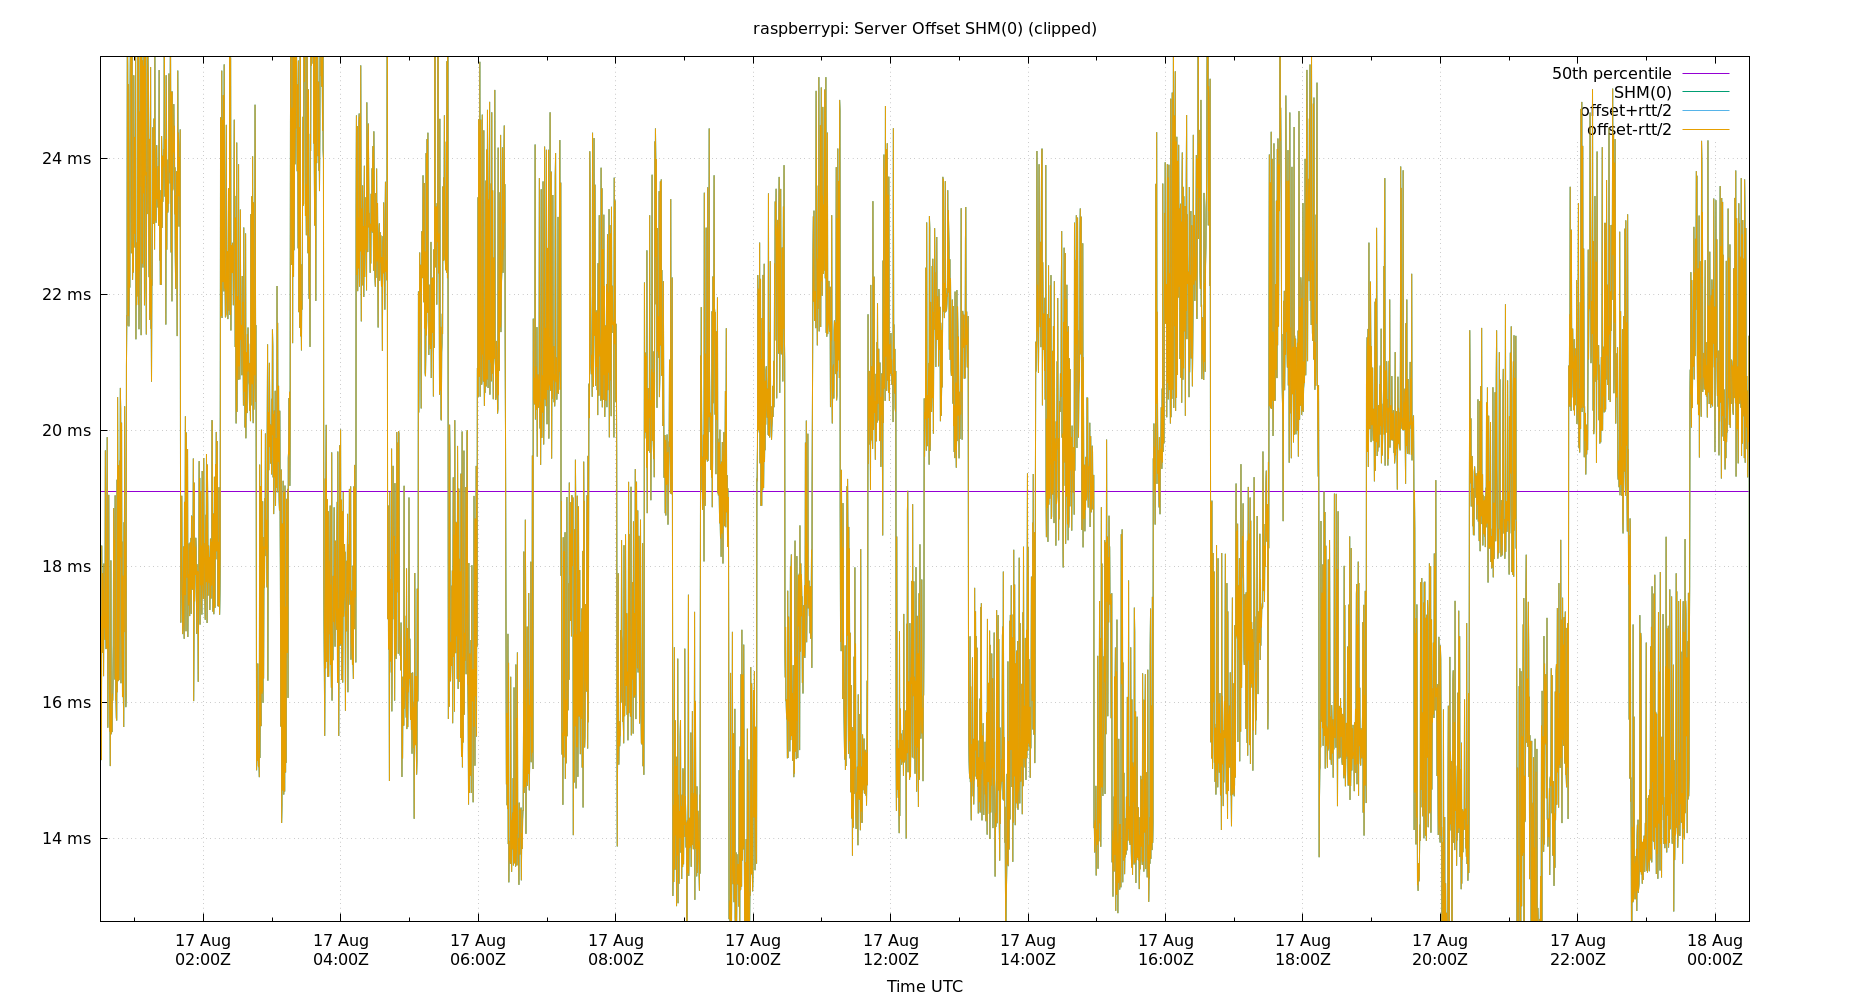 raspberrypi: Server Offset SHM(0) (clipped)
50th percentile
SHM(0)
offset+rtt/2
offset-rtt/2
24 ms
22 ms
20 ms
18 ms
16 ms
14 ms
17 Aug 17 Aug 17 Aug 17 Aug 17 Aug 17 Aug 17 Aug 17 Aug 17 Aug 17 Aug 17 Aug 18 Aug
02:00Z 04:00Z 06:00Z 08:00Z 10:00Z 12:00Z 14:00Z 16:00Z 18:00Z 20:00Z 22:00Z 00:00Z
Time UTC